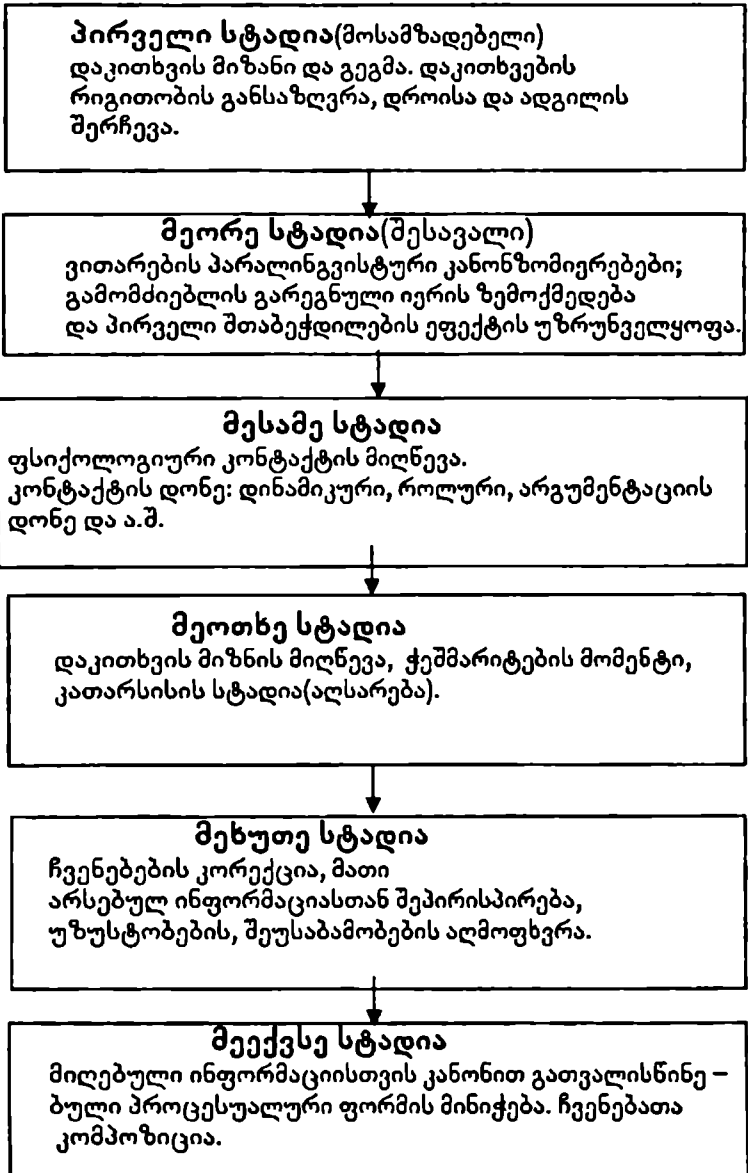 პირველი სტადია(მოსამზადებელი)
დაკითხვის მიზანი და გეგმა. დაკითხვების
რიგითობის განსაზღვრა, დროისა და ადგილის
შერჩევა.
მეორე სტადია(შესავალი)
ვითარების პარალინგვისტური კანონზომიერებები;
გამომძიებლის გარეგნული იერის ზემოქმედება
და პირველი შთაბეჭდილების ეფექტის უზრუნველყოფა.
მესამე სტადია
ფსიქოლოგიური კონტაქტის მიღწევა.
კონტაქტის დონე: დინამიკური, როლური, არგუმენტაციის
დონე და ა.შ.
მეოთხე სტადია
დაკითხვის მიზნის მიღწევა, ჭეშმარიტების მომენტი,
კათარსისის სტადია(აღსარება).
მეხუთე სტადია
ჩვენებების კორექცია, მათი
არსებულ ინფორმაციასთან შეპირისპირება,
უზუსტობების, შეუსაბამობების აღმოფხვრა.
მეექვსე სტადია
მიღებული ინფორმაციისთვის კანონით გათვალისწინე –
ბული პროცესუალური ფორმის მინიჭება. ჩვენებათა
კომპოზიცია.